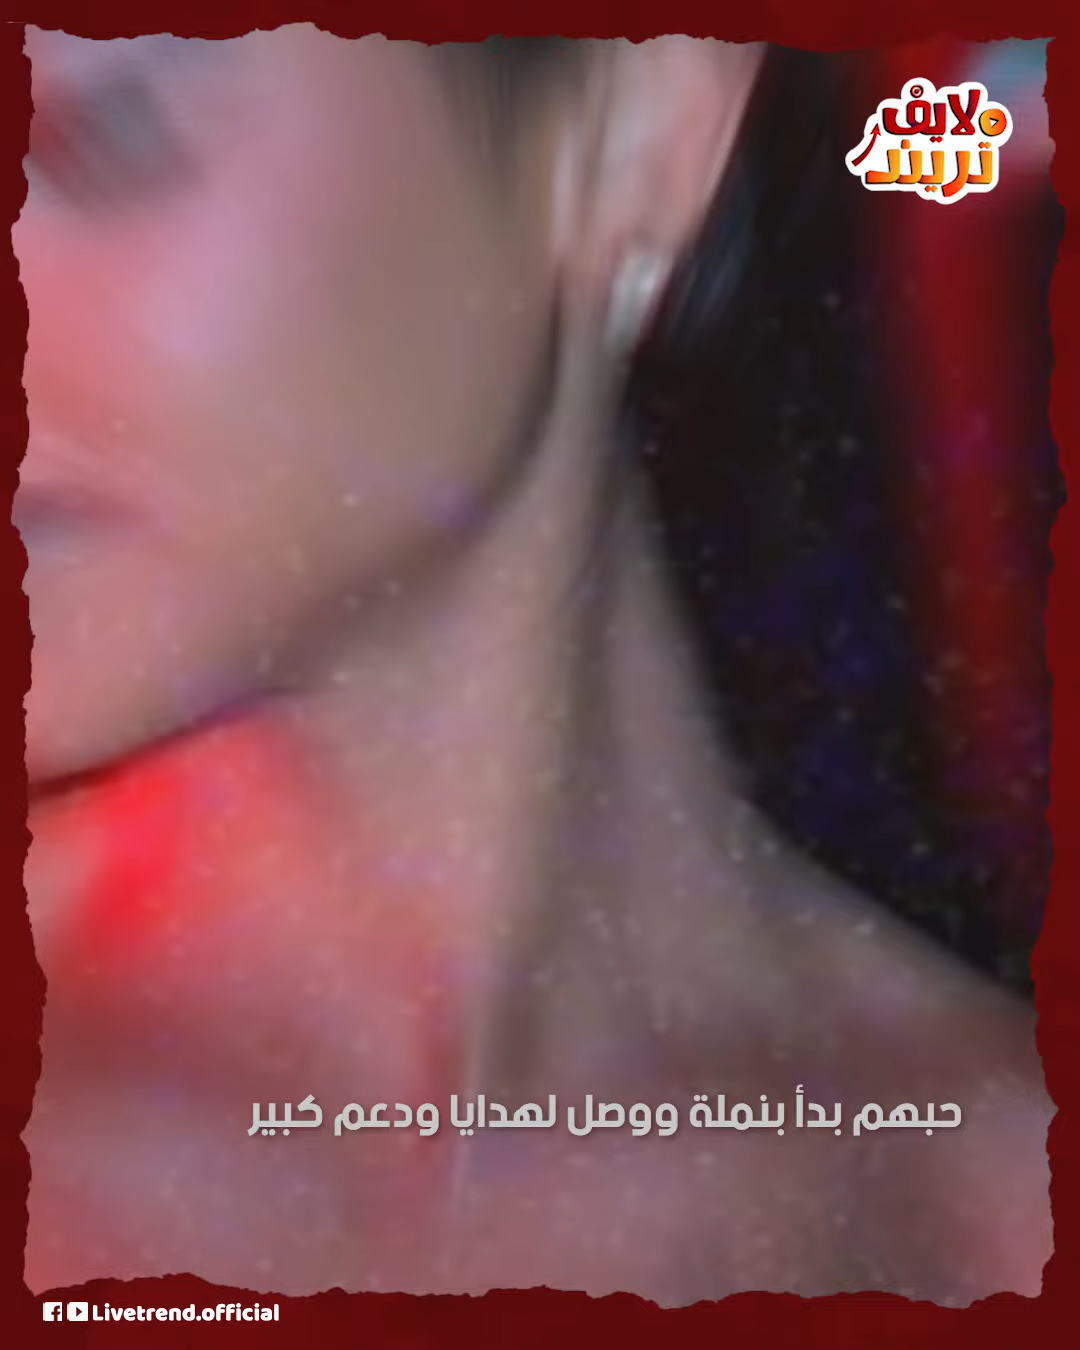 لايف
تريند
حبهم بدأ بنملة ووصل لهدايا ودعم كبير
Livetrend.official